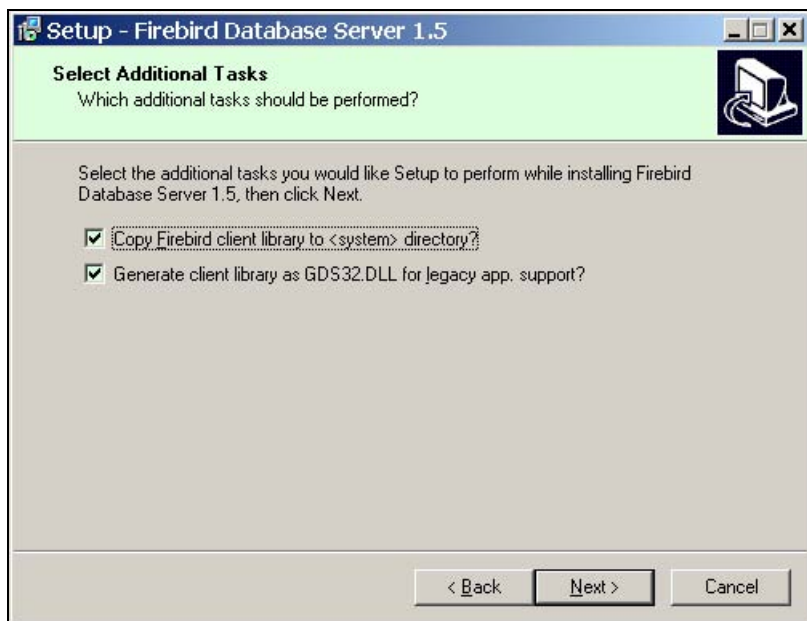 Setup - Firebird Database Server 1.5
Select Additional Tasks
Which additional tasks should be performed?
Select the additional tasks you would like Setup to perform while installing Firebird
Database Server 1.5, then click Next.
Copy Firebird client library to <system> directory?
Generate client library as GDS32.DLL for legacy app. support?
< Back
Next >
Cancel